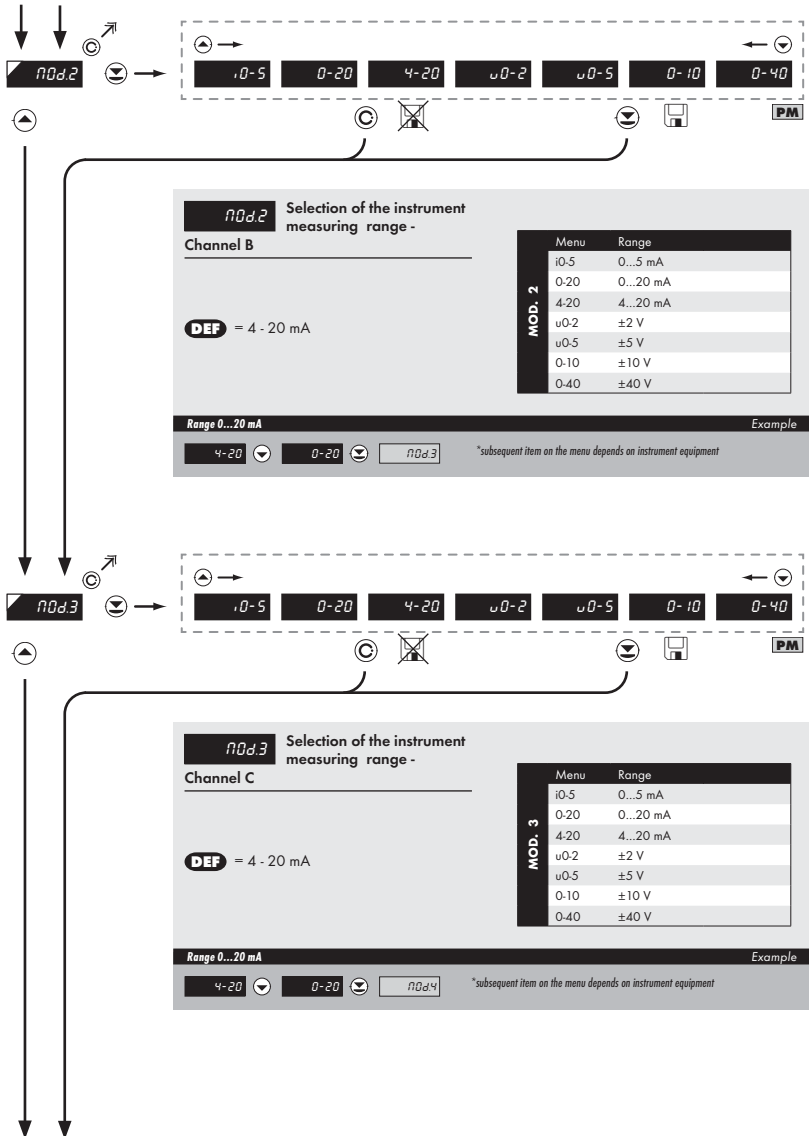 MOd.2
i0-5 0-20 4-20 u0-2 u0-5 0-10 0-40
C C
PM
MOd.2 Selection of the instrument
measuring range -
Channel B
DEF = 4 - 20 mA
MOD. 2
Menu Range
i0-5 0...5 mA
0-20 0...20 mA
4-20 4...20 mA
u0-2 ±2 V
u0-5 ±5 V
0-10 ±10 V
0-40 ±40 V
Range 0...20 mA Example
4-20 0-20 MOd.3 *subsequent item on the menu depends on instrument equipment
MOd.3
i0-5 0-20 4-20 u0-2 u0-5 0-10 0-40
C C
PM
MOd.3 Selection of the instrument
measuring range -
Channel C
DEF = 4 - 20 mA
MOD. 3
Menu Range
i0-5 0...5 mA
0-20 0...20 mA
4-20 4...20 mA
u0-2 ±2 V
u0-5 ±5 V
0-10 ±10 V
0-40 ±40 V
Range 0...20 mA Example
4-20 0-20 MOd.4 *subsequent item on the menu depends on instrument equipment